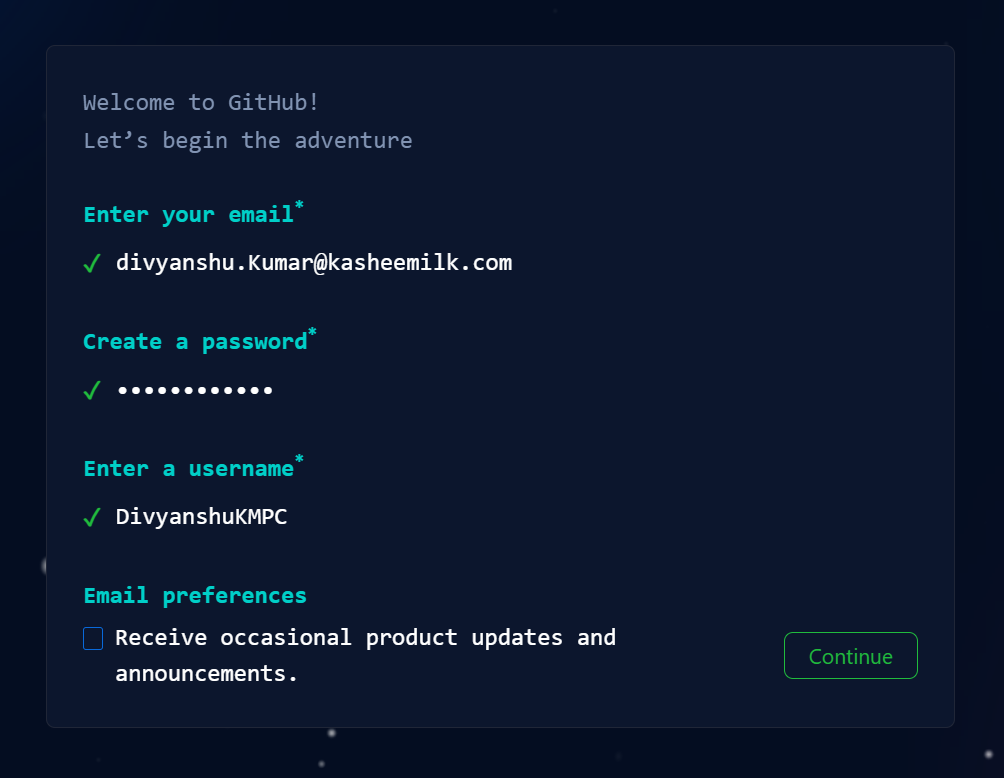 Welcome to GitHub!
Let’s begin the adventure
Enter your email*
✓ divyanshu.Kumar@kasheemilk.com
Create a password*
✓ ••••••••••••
Enter a username*
✓ DivyanshuKMPC
Email preferences
Receive occasional product updates and
announcements.
Continue